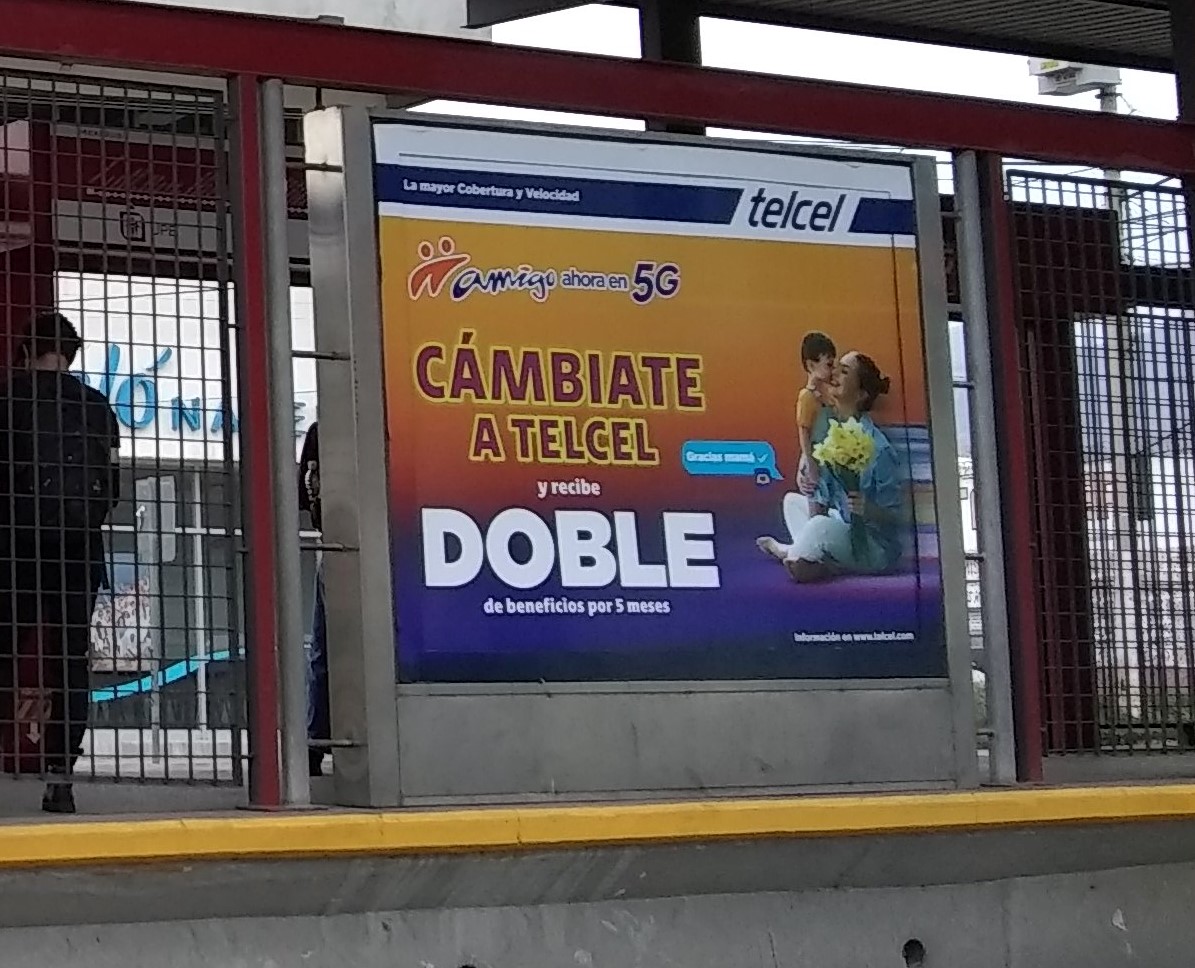 La mayor Cobertura y Velocidad
telcel
amigo ahora en 5G
CÁMBIATE
A TELCEL
Gracias mamá
y recibe
DOBLE
de beneficios por 5 meses
Información en www.telcel.com